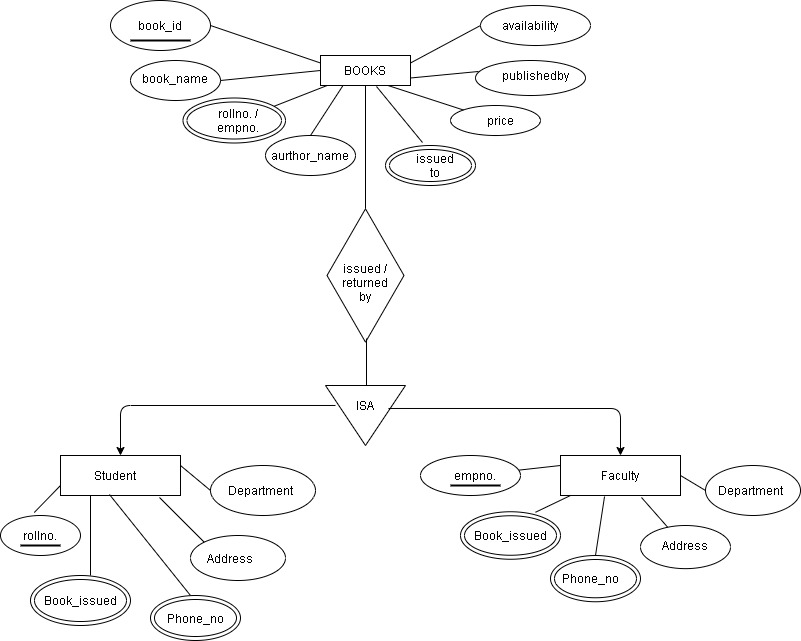 book_id
availability
BOOKS
book_name
publishedby
rollno. /
empno.
price
aurthor_name
issued
to
issued /
returned
by
ISA
Student
Department
rollno.
Address
Book_issued
Phone_no
empno.
Faculty
Department
Book_issued
Address
Phone_no